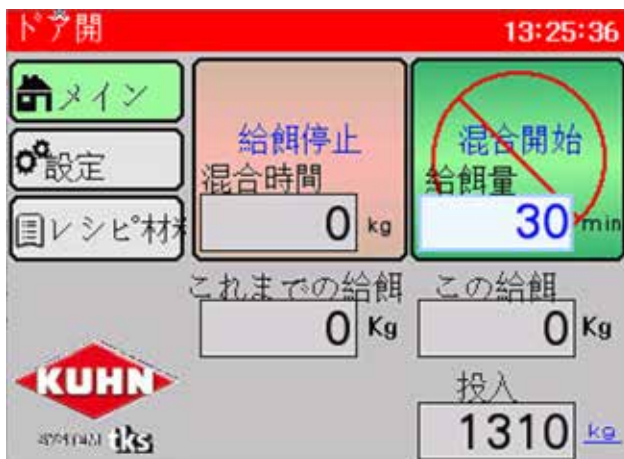 ドア開 13:25:36
メイン
設定
レシピ材料
給餌停止
混合時間
0 kg
混合開始
給餌量
30 min
これまでの給餌
0 Kg
この給餌
0 Kg
投入
1310 kg
KUHN
tks